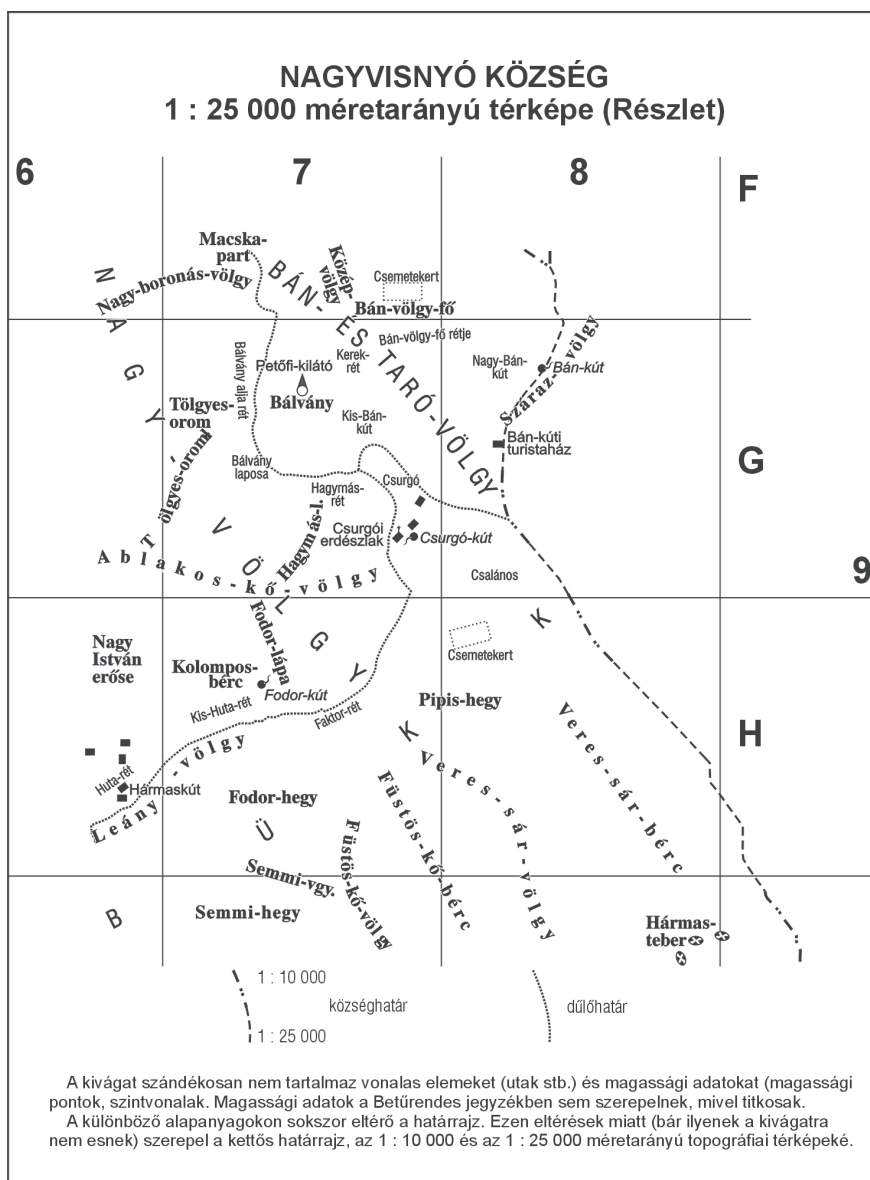 NAGYVISNYÓ KÖZSÉG
1 : 25 000 méretarányú térképe (Részlet)
6
7
8
F
Macska-
part
Nagy-boronás-völgy
Közép-
völgy
Csemetekert
Bán-völgy-fő
BÁN- ÉS TARÓ-VÖLGY
NAGY-VÖLGY
Bán-völgy-fő rétje
Kerek-
rét
Petőfi-kilátó
Bálvány
Bálvány alja rét
Nagy-Bán-
kút
Bán-kút
Száraz-völgy
Tölgyes-
orom
Kis-Bán-
kút
Bán-kúti
turistaház
G
Tölgyes-oroml
Bálvány
laposa
Hagymás-
rét
Csurgó
Hagymás-l.
Csurgói
erdészlak
Csurgó-kút
Ablakos-kő-völgy
Csalános
9
Fodor-lápa
Nagy
István
erőse
Kolompos-
bérc
Fodor-kút
Csemetekert
Kis-Huta-rét
Faktor-rét
Pipis-hegy
H
Huta-rét
Hármaskút
Leány-völgy
Fodor-hegy
BÜKK
Veres-sár-völgy
Veres-sár-bérc
Füstös-kő-bérc
Füstös-kő-völgy
Semmi-vgy.
Semmi-hegy
Hármas-
teber
1 : 10 000
községhatár
dűlőhatár
1 : 25 000
A kivágat szándékosan nem tartalmaz vonalas elemeket (utak stb.) és magassági adatokat (magassági
pontok, szintvonalak. Magassági adatok a Betűrendes jegyzékben sem szerepelnek, mivel titkosak.
A különböző alapanyagokon sokszor eltérő a határrajz. Ezen eltérések miatt (bár ilyenek a kivágatra
nem esnek) szerepel a kettős határrajz, az 1 : 10 000 és az 1 : 25 000 méretarányú topográfiai térképeké.